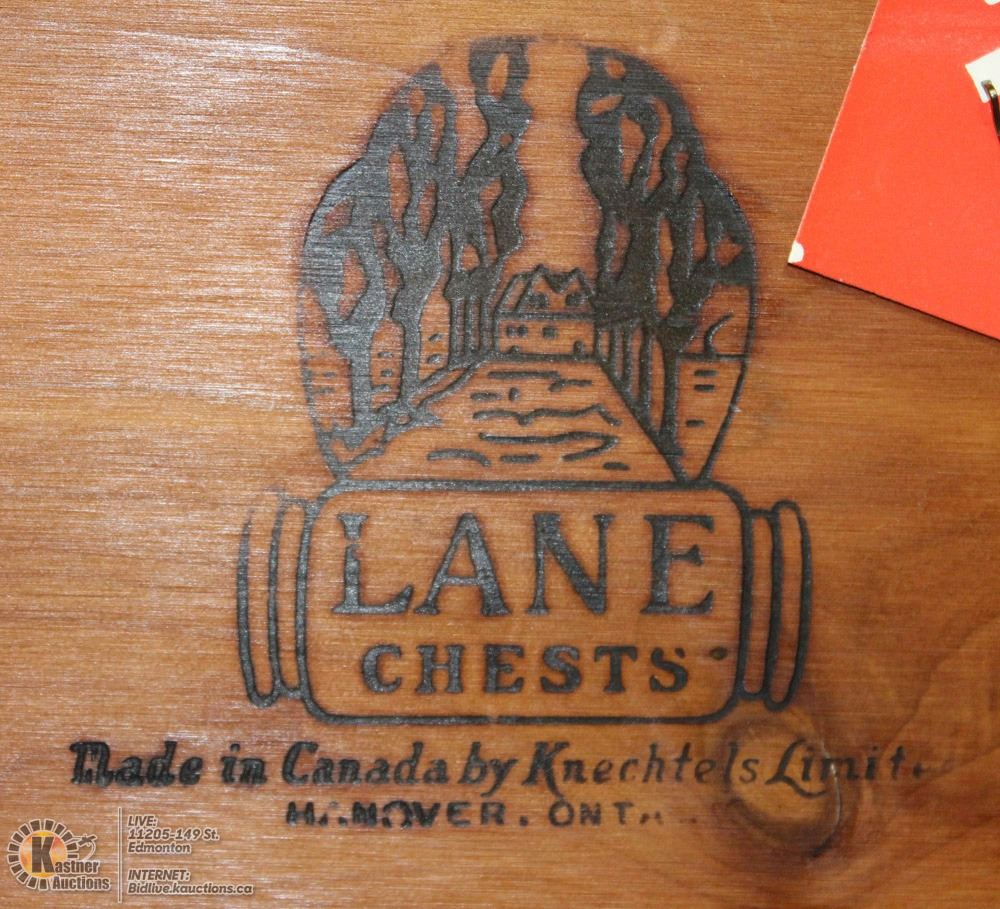 LANE
CHESTS
Made in Canada by Knechtels
HANOVER. ONT
LIVE:
11205-149 St.
Edmonton
INTERNET:
Bidlive.kauctions.ca
Kastner
Auctions